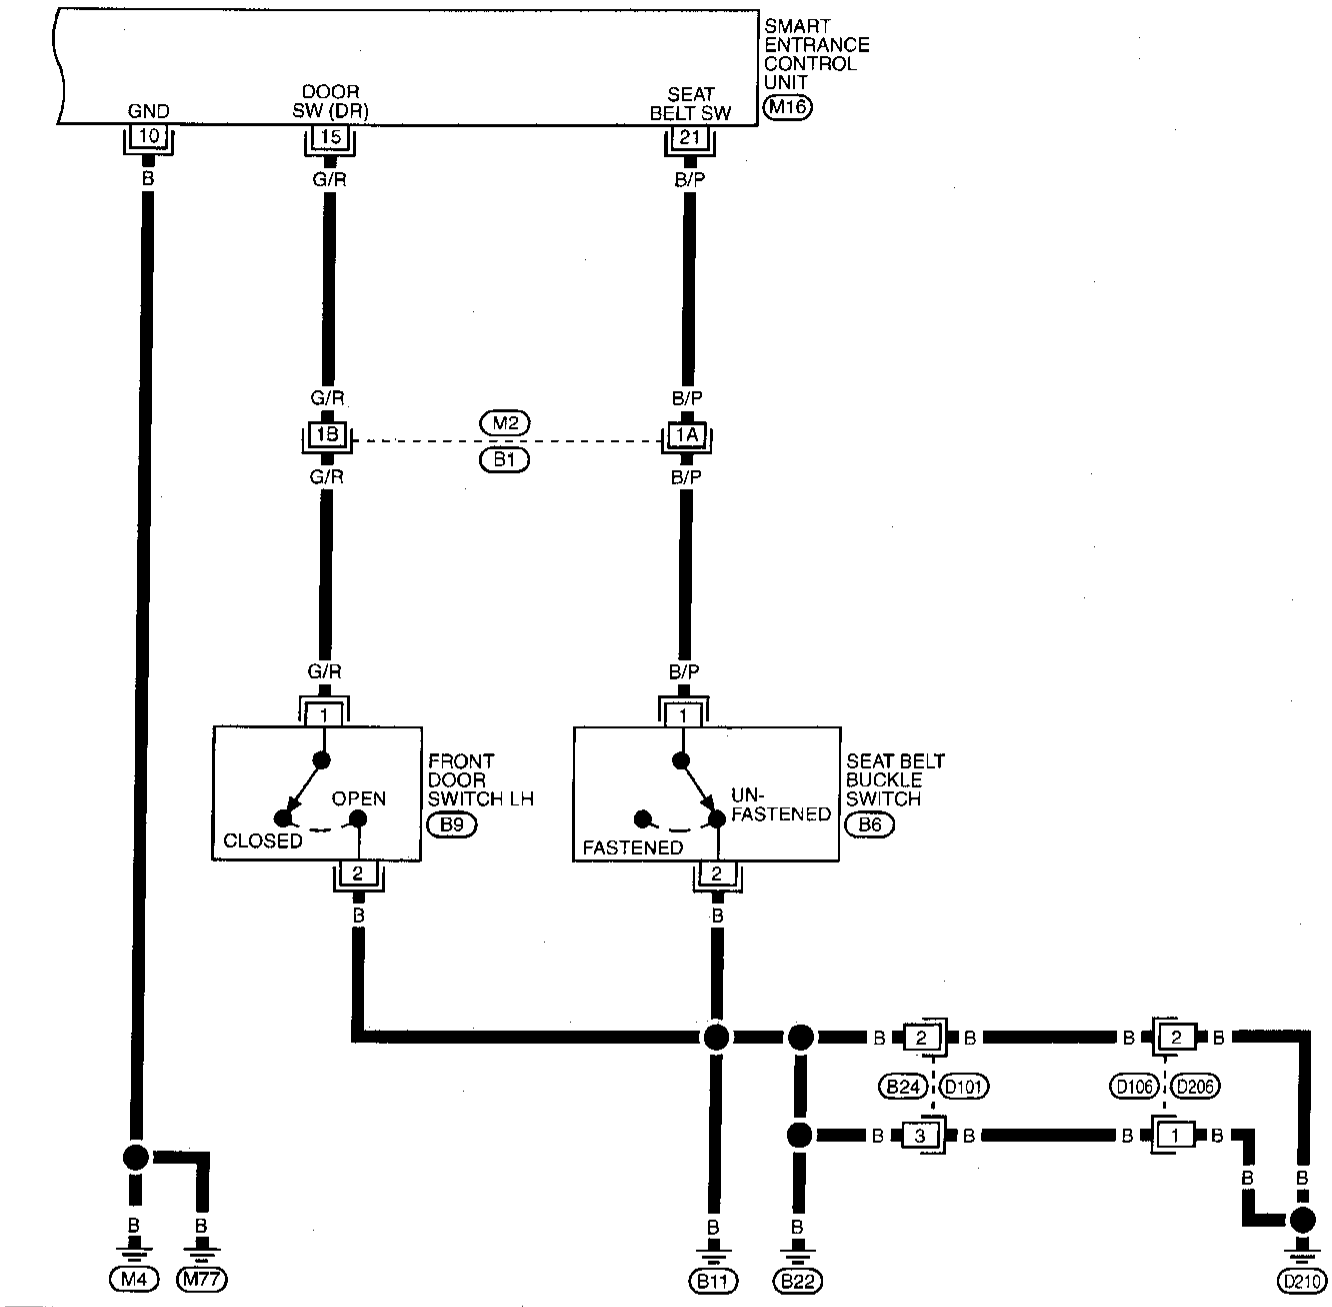 SMART
ENTRANCE
CONTROL
UNIT
M16
GND
DOOR
SW (DR)
SEAT
BELT SW
10
15
21
B
G/R
B/P
G/R
B/P
1B
M2
B1
1A
G/R
B/P
G/R
B/P
1
1
FRONT
DOOR
SWITCH LH
B9
OPEN
CLOSED
SEAT BELT
BUCKLE
SWITCH
B6
UN-
FASTENED
FASTENED
2
2
B
B
B
2
B
B
2
B
B24
D101
D106
D206
B
3
B
B
1
B
B
B
B
B
B
B
M4
M77
B11
B22
D210